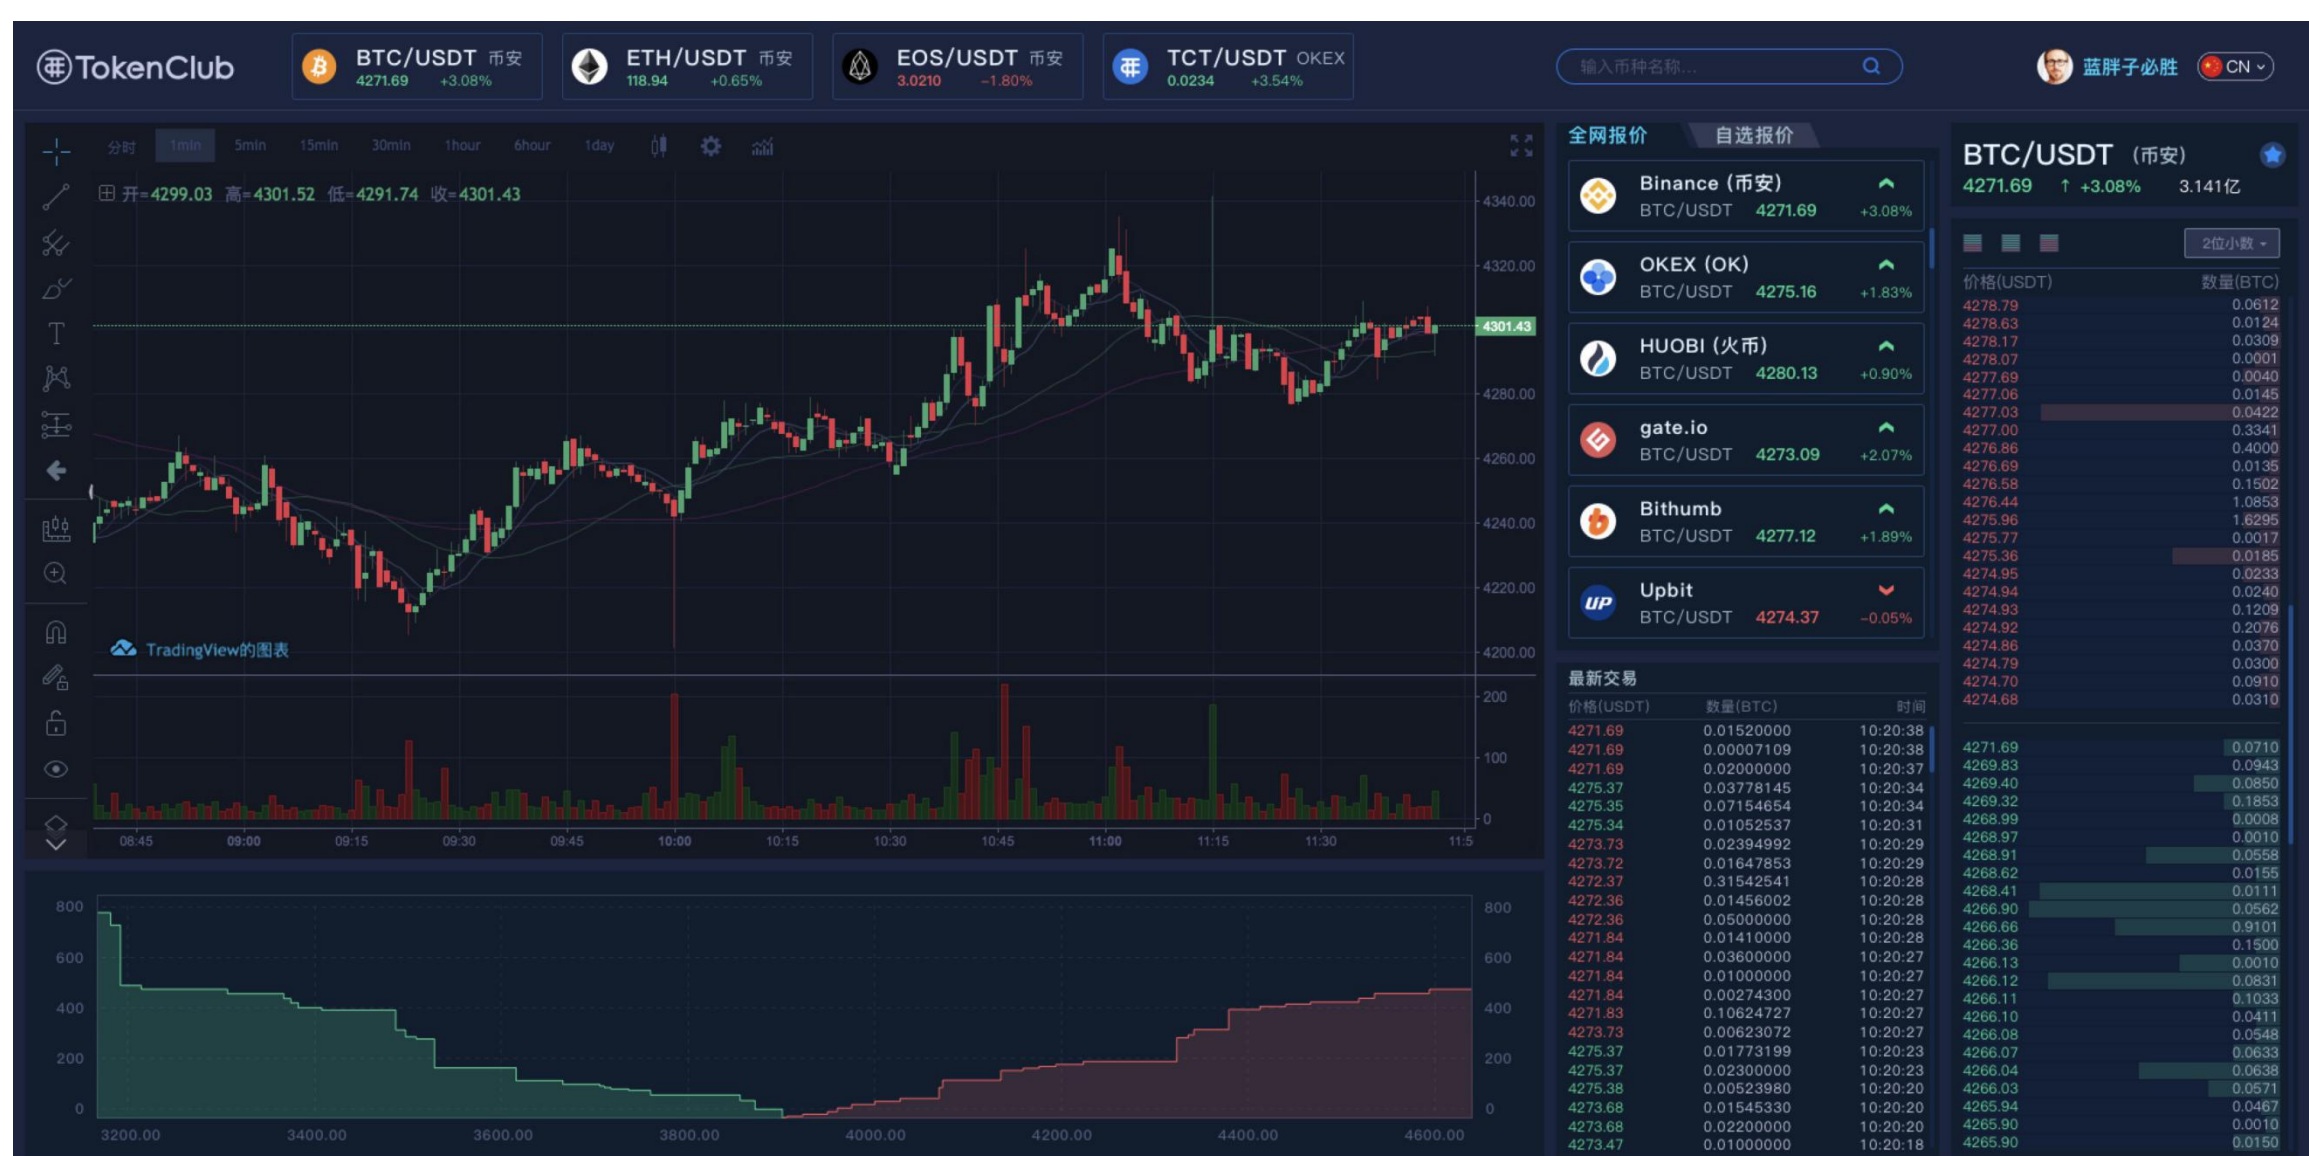 TokenClub
BTC/USDT 币安
4271.69 +3.08%
ETH/USDT 币安
118.94 +0.65%
EOS/USDT 币安
3.0210 -1.80%
TCT/USDT OKEX
0.0234 +3.54%
输入币种名称...
蓝胖子必胜
CN
分时 1min 5min 15min 30min 1hour 6hour 1day
开=4299.03 高=4301.52 低=4291.74 收=4301.43
4340.00
4320.00
4301.43
4280.00
4260.00
4240.00
4220.00
4200.00
TradingView的图表
200
100
0
08:45 09:00 09:15 09:30 09:45 10:00 10:15 10:30 10:45 11:00 11:15 11:30 11:5
800 800
600 600
400 400
200 200
0 0
3200.00 3400.00 3600.00 3800.00 4000.00 4200.00 4400.00 4600.00
全网报价 自选报价
Binance (币安)
BTC/USDT 4271.69 +3.08%
OKEX (OK)
BTC/USDT 4275.16 +1.83%
HUOBI (火币)
BTC/USDT 4280.13 +0.90%
gate.io
BTC/USDT 4273.09 +2.07%
Bithumb
BTC/USDT 4277.12 +1.89%
UP
Upbit
BTC/USDT 4274.37 -0.05%
最新交易
价格(USDT) 数量(BTC) 时间
4271.69 0.01520000 10:20:38
4271.69 0.00007109 10:20:38
4271.69 0.02000000 10:20:37
4275.37 0.03778145 10:20:34
4275.35 0.07154654 10:20:34
4275.34 0.01052537 10:20:31
4273.73 0.02394992 10:20:29
4273.72 0.01647853 10:20:29
4272.37 0.31542541 10:20:28
4272.36 0.01456002 10:20:28
4272.36 0.05000000 10:20:28
4271.84 0.01410000 10:20:28
4271.84 0.03600000 10:20:27
4271.84 0.01000000 10:20:27
4271.84 0.00274300 10:20:27
4271.83 0.10624727 10:20:27
4273.73 0.00623072 10:20:27
4275.37 0.01773199 10:20:23
4275.37 0.02300000 10:20:23
4275.38 0.00523980 10:20:20
4273.68 0.01545330 10:20:20
4273.68 0.02200000 10:20:20
4273.47 0.01000000 10:20:18
BTC/USDT (币安)
4271.69 ↑ +3.08% 3.141亿
2位小数
价格(USDT) 数量(BTC)
4278.79 0.0612
4278.63 0.0124
4278.17 0.0309
4278.07 0.0001
4277.69 0.0040
4277.06 0.0145
4277.03 0.0422
4277.00 0.3341
4276.86 0.4000
4276.69 0.0135
4276.58 0.1502
4276.44 1.0853
4275.96 1.6295
4275.77 0.0017
4275.36 0.0185
4274.95 0.0233
4274.94 0.0240
4274.93 0.1209
4274.92 0.2076
4274.86 0.0370
4274.79 0.0300
4274.70 0.0910
4274.68 0.0310
4271.69 0.0710
4269.83 0.0943
4269.40 0.0850
4269.32 0.1853
4268.99 0.0008
4268.97 0.0010
4268.91 0.0558
4268.62 0.0155
4268.41 0.0111
4266.90 0.0562
4266.66 0.9101
4266.36 0.1500
4266.13 0.0010
4266.12 0.0831
4266.11 0.1033
4266.10 0.0411
4266.08 0.0548
4266.07 0.0633
4266.04 0.0638
4266.03 0.0571
4265.94 0.0467
4265.90 0.0010
4265.90 0.0150